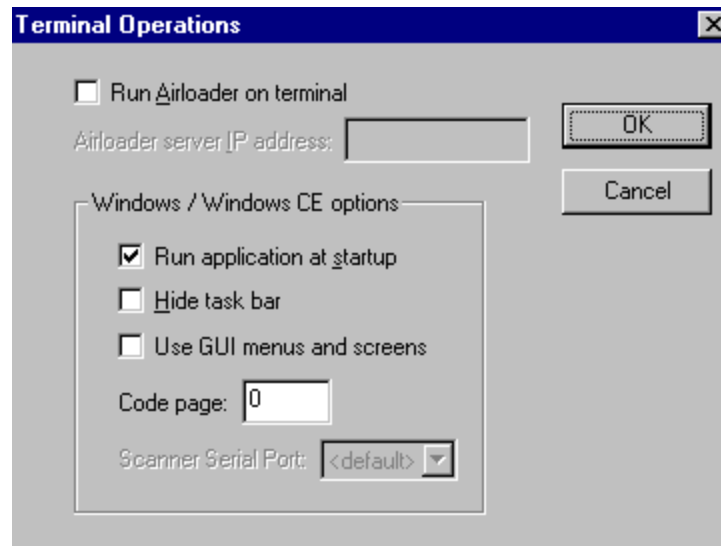 Terminal Operations
Run Airloader on terminal
Airloader server IP address:
OK
Cancel
Windows / Windows CE options
Run application at startup
Hide task bar
Use GUI menus and screens
Code page: 0
Scanner Serial Port: <default>